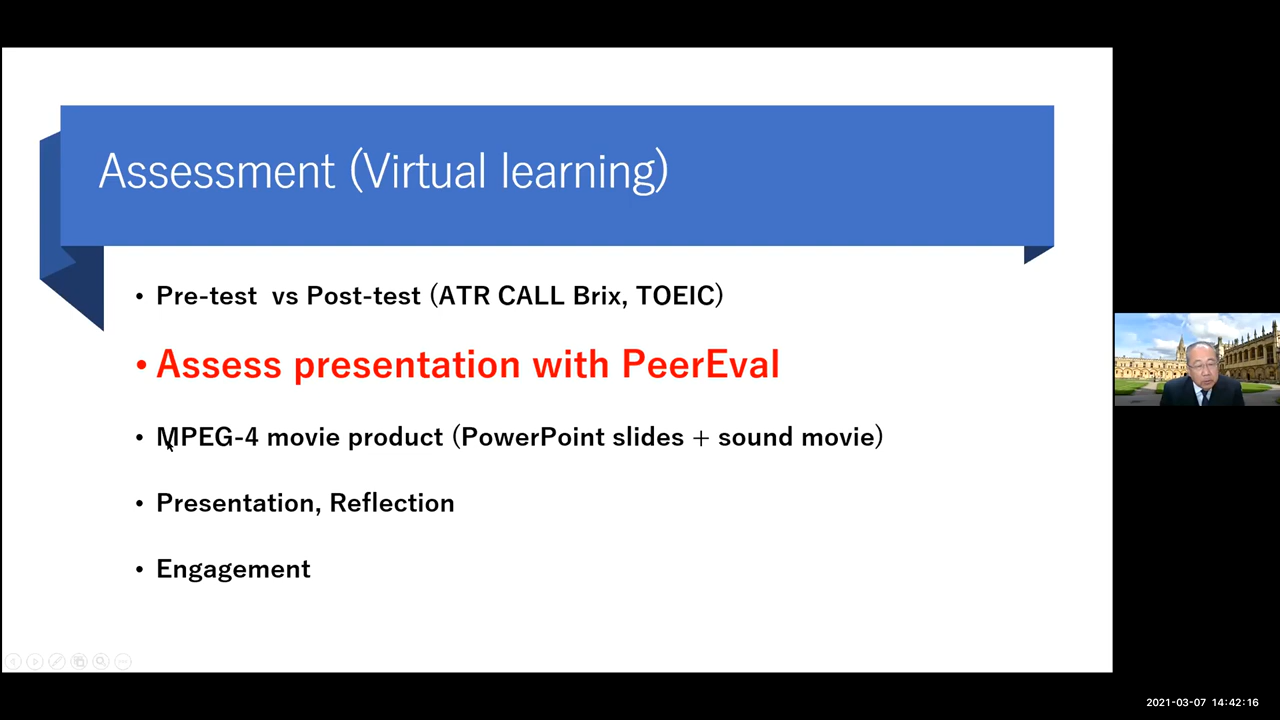 Assessment (Virtual learning)
• Pre-test vs Post-test (ATR CALL Brix, TOEIC)
• Assess presentation with PeerEval
• MPEG-4 movie product (PowerPoint slides + sound movie)
• Presentation, Reflection
• Engagement
2021-03-07 14:42:16